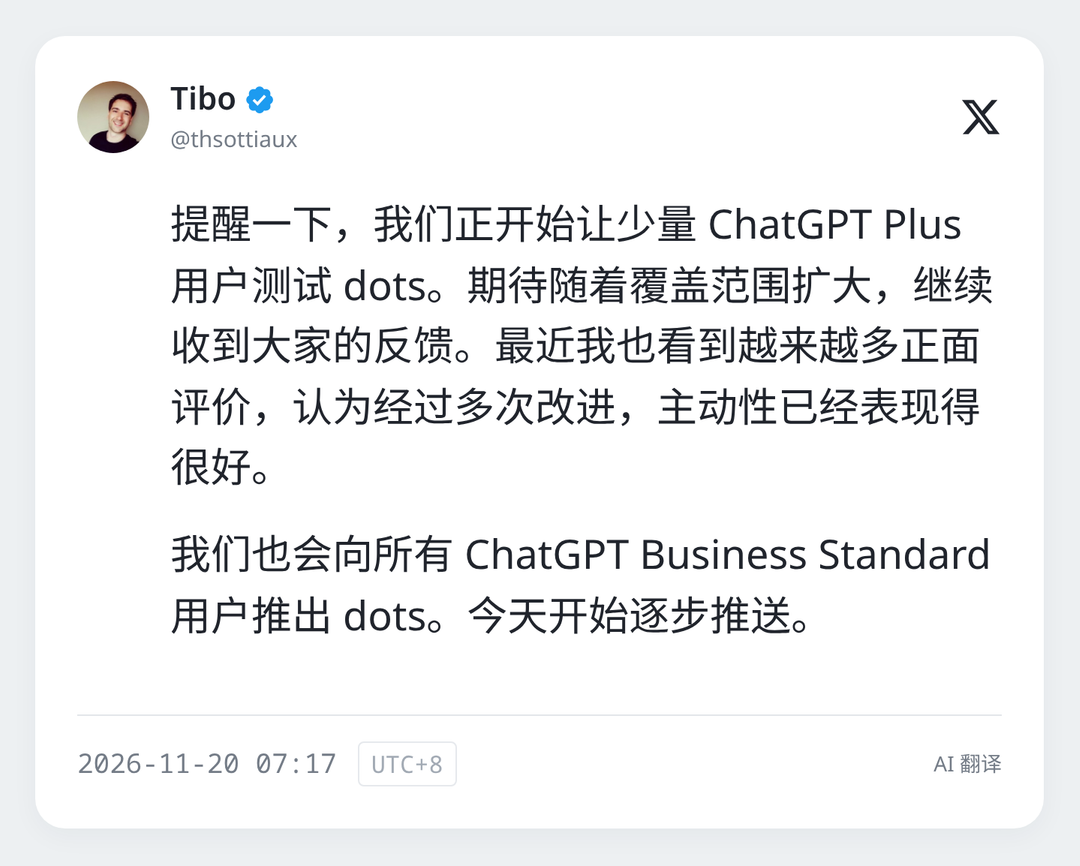 Tibo
@thsottiaux
提醒一下，我们正开始让少量 ChatGPT Plus
用户测试 dots。期待随着覆盖范围扩大，继续
收到大家的反馈。最近我也看到越来越多正面
评价，认为经过多次改进，主动性已经表现得
很好。
我们也会向所有 ChatGPT Business Standard
用户推出 dots。今天开始逐步推送。
2026-11-20 07:17 UTC+8
AI 翻译